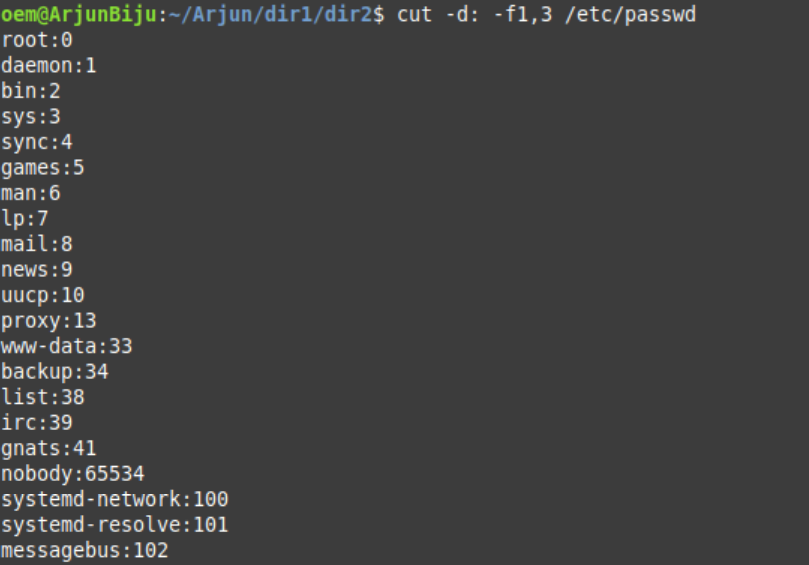 oem@ArjunBiju:~/Arjun/dir1/dir2$ cut -d: -f1,3 /etc/passwd
root:0
daemon:1
bin:2
sys:3
sync:4
games:5
man:6
lp:7
mail:8
news:9
uucp:10
proxy:13
www-data:33
backup:34
list:38
irc:39
gnats:41
nobody:65534
systemd-network:100
systemd-resolve:101
messagebus:102